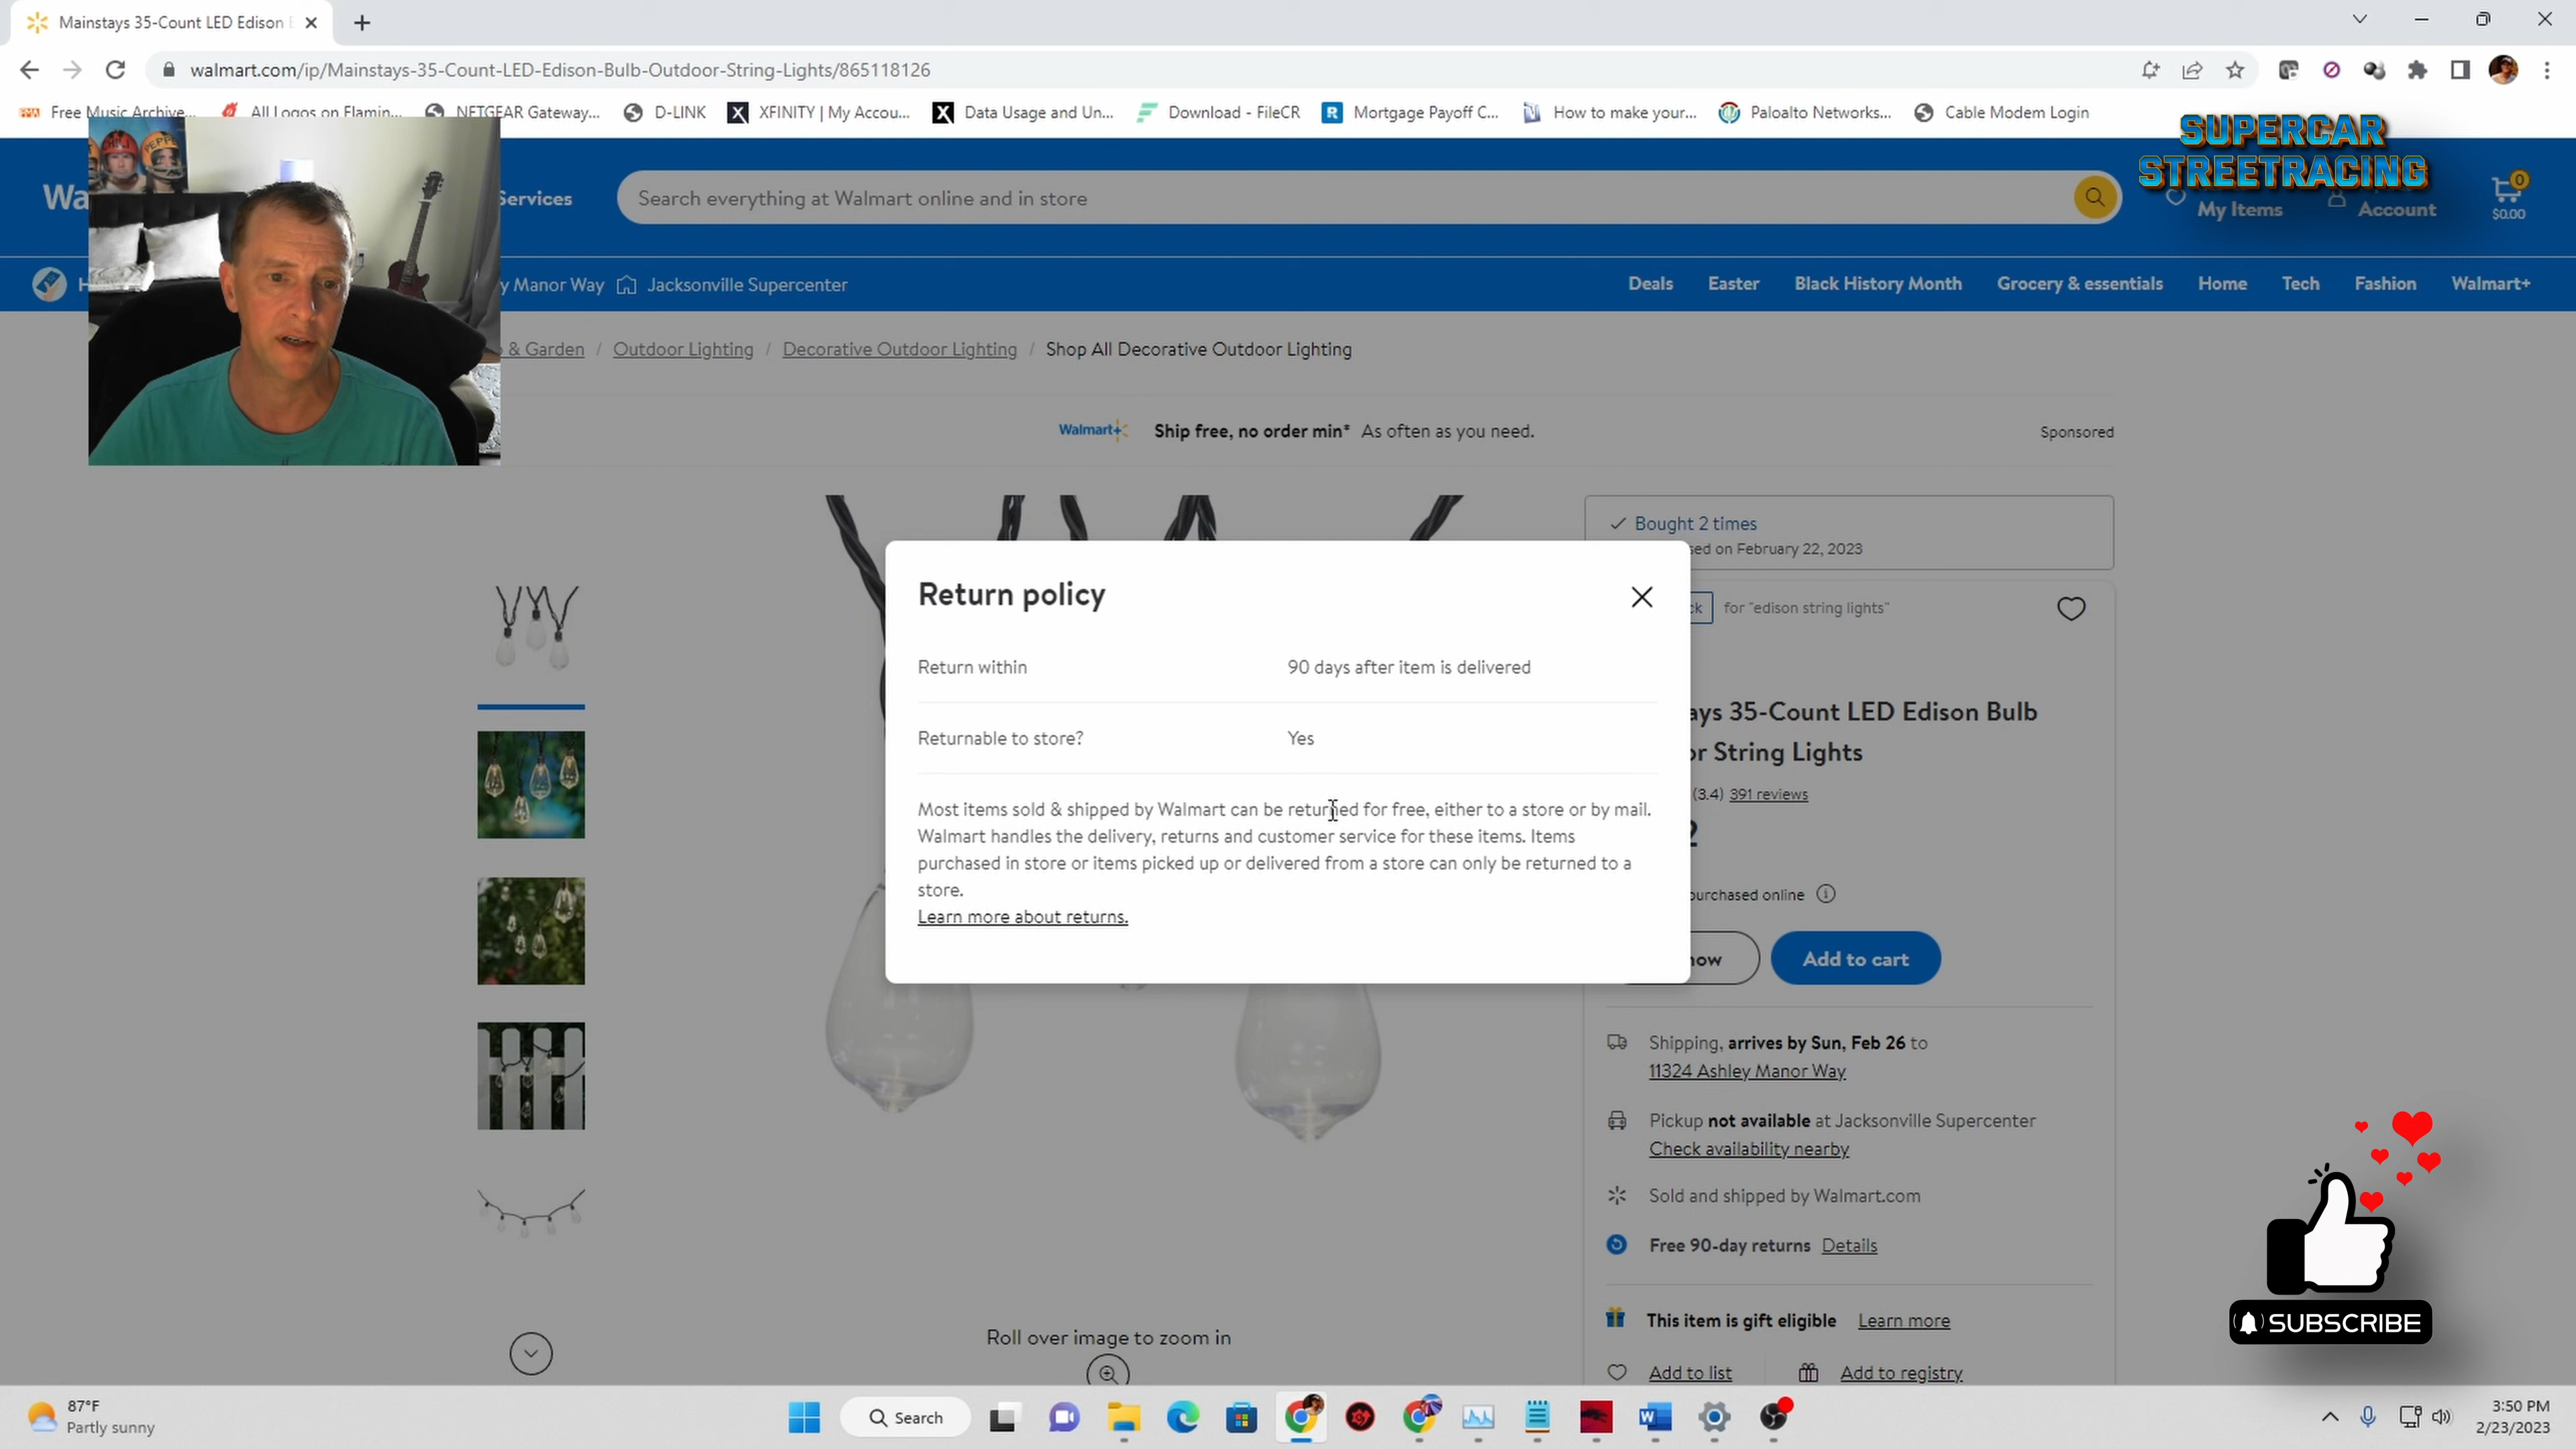 Mainstays 35-Count LED Edison
walmart.com/ip/Mainstays-35-Count-LED-Edison-Bulb-Outdoor-String-Lights/865118126
Free Music Archive... All Logos on Flamin... NETGEAR Gateway... D-LINK XFINITY | My Accou... Data Usage and Un... Download - FileCR Mortgage Payoff C... How to make your... Paloalto Networks... Cable Modem Login
SUPERCAR
STREETRACING
Services
Search everything at Walmart online and in store
My Items
Account
0
$0.00
y Manor Way Jacksonville Supercenter
Deals Easter Black History Month Grocery & essentials Home Tech Fashion Walmart+
& Garden / Outdoor Lighting / Decorative Outdoor Lighting / Shop All Decorative Outdoor Lighting
Walmart+ Ship free, no order min* As often as you need.
Sponsored
Bought 2 times
sed on February 22, 2023
Return policy
Return within 90 days after item is delivered
Returnable to store? Yes
Most items sold & shipped by Walmart can be returned for free, either to a store or by mail.
Walmart handles the delivery, returns and customer service for these items. Items
purchased in store or items picked up or delivered from a store can only be returned to a
store.
Learn more about returns.
ck for "edison string lights"
ays 35-Count LED Edison Bulb
or String Lights
(3.4) 391 reviews
2
purchased online
now
Add to cart
Shipping, arrives by Sun, Feb 26 to
11324 Ashley Manor Way
Pickup not available at Jacksonville Supercenter
Check availability nearby
Sold and shipped by Walmart.com
Free 90-day returns Details
This item is gift eligible Learn more
Add to list Add to registry
Roll over image to zoom in
SUBSCRIBE
87°F
Partly sunny
Search
3:50 PM
2/23/2023